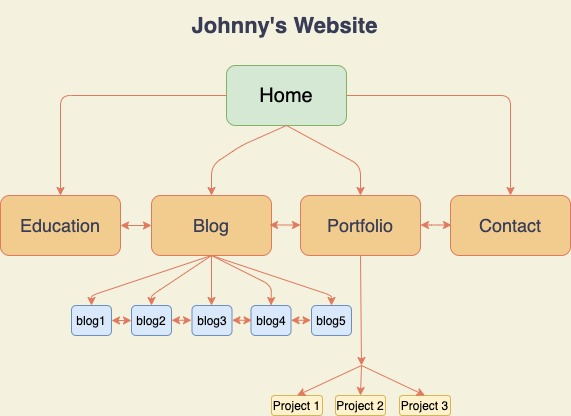 Johnny's Website
Home
Education
Blog
Portfolio
Contact
blog1
blog2
blog3
blog4
blog5
Project 1
Project 2
Project 3